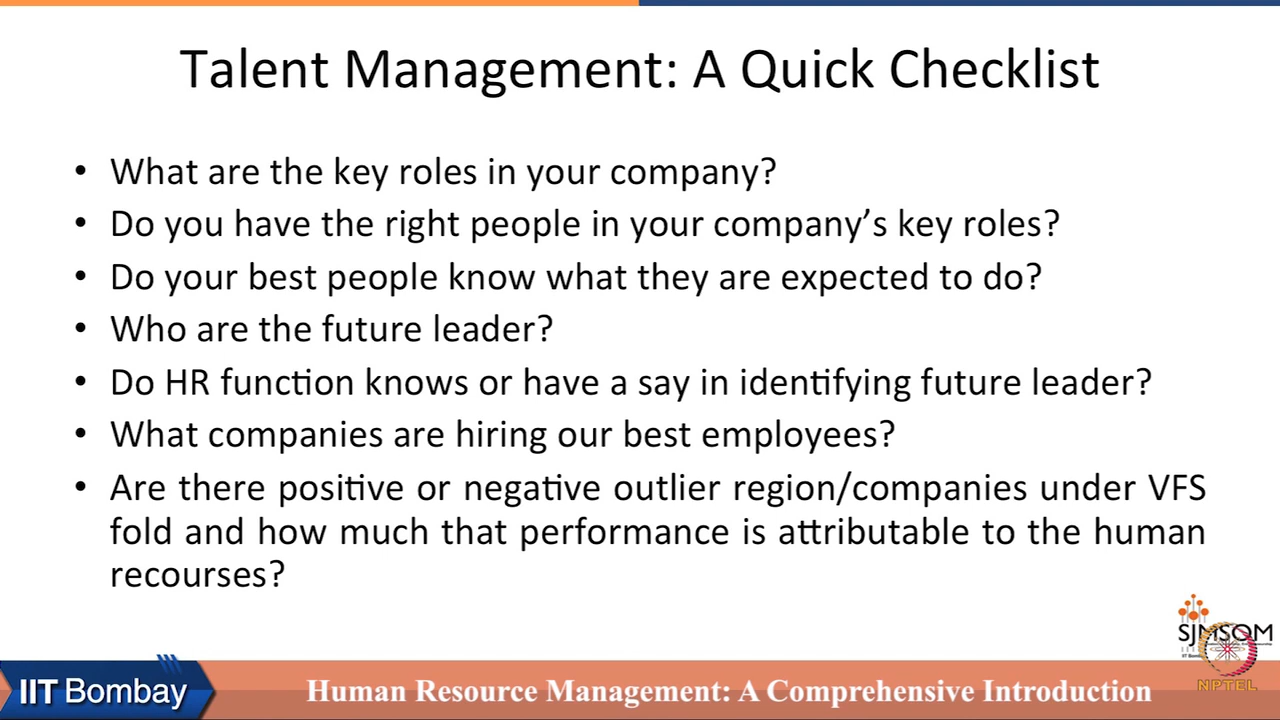 Talent Management: A Quick Checklist
• What are the key roles in your company?
• Do you have the right people in your company’s key roles?
• Do your best people know what they are expected to do?
• Who are the future leader?
• Do HR function knows or have a say in identifying future leader?
• What companies are hiring our best employees?
• Are there positive or negative outlier region/companies under VFS
fold and how much that performance is attributable to the human
recourses?
SJMSOM
NPTEL
IIT Bombay
Human Resource Management: A Comprehensive Introduction